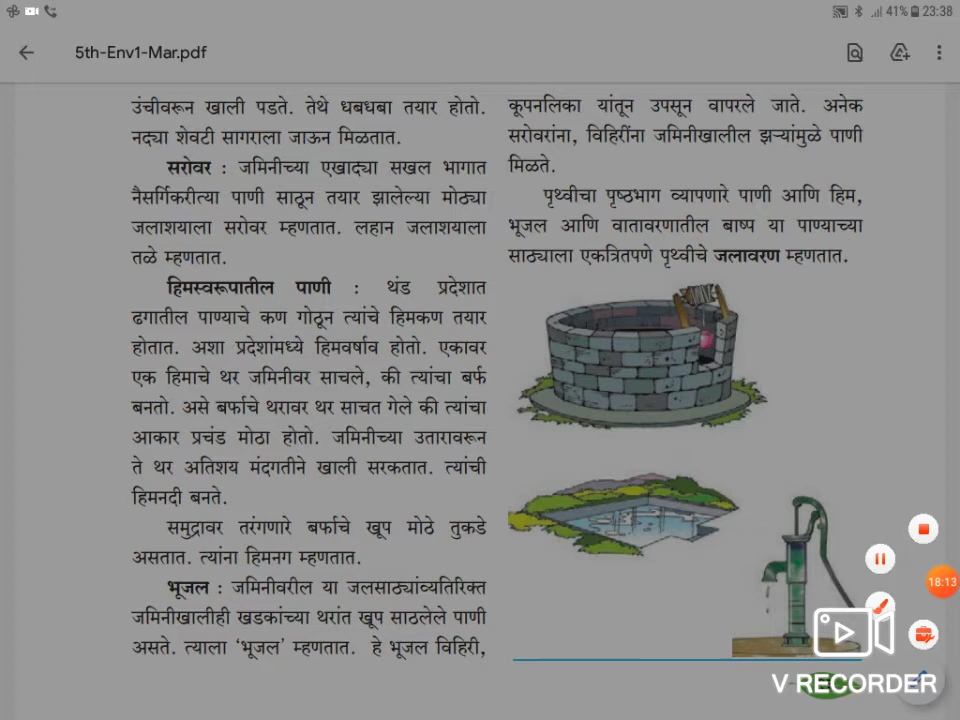 41% 23:38
5th-Env1-Mar.pdf
उंचीवरून खाली पडते. तेथे धबधबा तयार होतो.
नद्या शेवटी सागराला जाऊन मिळतात.
सरोवर : जमिनीच्या एखाद्या सखल भागात
नैसर्गिकरीत्या पाणी साठून तयार झालेल्या मोठ्या
जलाशयाला सरोवर म्हणतात. लहान जलाशयाला
तळे म्हणतात.
हिमस्वरूपातील पाणी : थंड प्रदेशात
ढगातील पाण्याचे कण गोठून त्यांचे हिमकण तयार
होतात. अशा प्रदेशांमध्ये हिमवर्षाव होतो. एकावर
एक हिमाचे थर जमिनीवर साचले, की त्यांचा बर्फ
बनतो. असे बर्फाचे थरावर थर साचत गेले की त्यांचा
आकार प्रचंड मोठा होतो. जमिनीच्या उतारावरून
ते थर अतिशय मंदगतीने खाली सरकतात. त्यांची
हिमनदी बनते.
समुद्रावर तरंगणारे बर्फाचे खूप मोठे तुकडे
असतात. त्यांना हिमनग म्हणतात.
भूजल : जमिनीवरील या जलसाठ्यांव्यतिरिक्त
जमिनीखालीही खडकांच्या थरांत खूप साठलेले पाणी
असते. त्याला ‘भूजल’ म्हणतात. हे भूजल विहिरी,
कूपनलिका यांतून उपसून वापरले जाते. अनेक
सरोवरांना, विहिरींना जमिनीखालील झऱ्यांमुळे पाणी
मिळते.
पृथ्वीचा पृष्ठभाग व्यापणारे पाणी आणि हिम,
भूजल आणि वातावरणातील बाष्प या पाण्याच्या
साठ्याला एकत्रितपणे पृथ्वीचे जलावरण म्हणतात.
18:13
V RECORDER